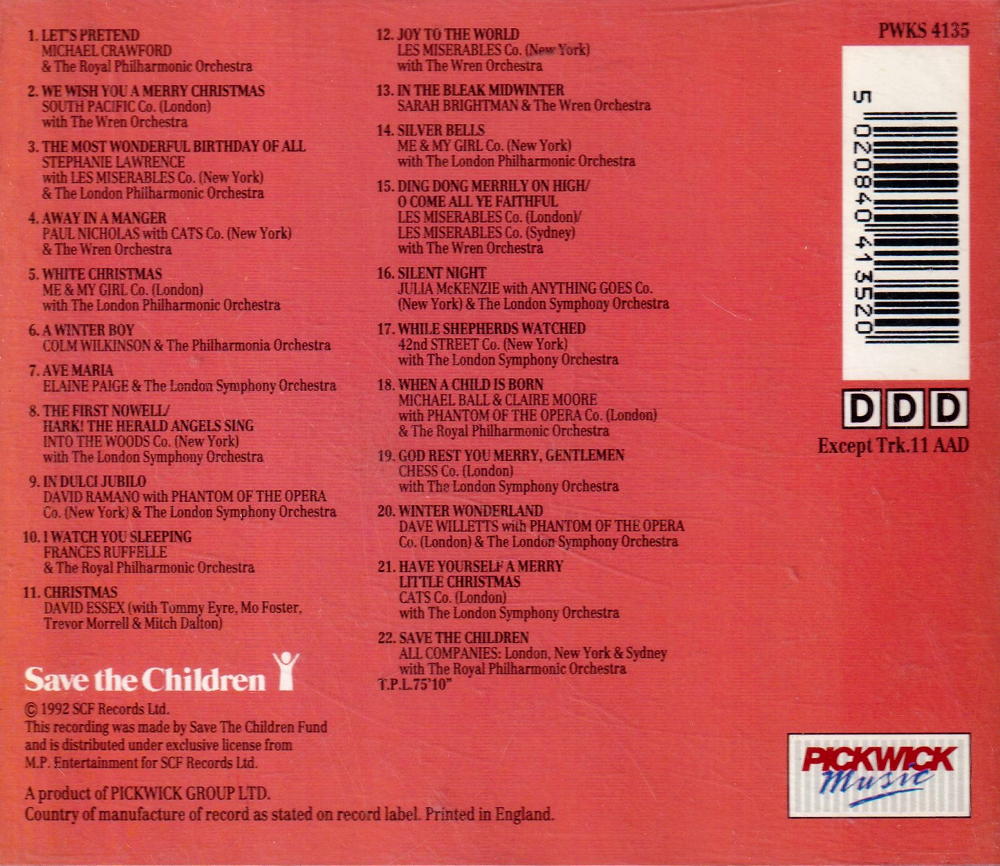 1. LET'S PRETEND
MICHAEL CRAWFORD
& The Royal Philharmonic Orchestra
2. WE WISH YOU A MERRY CHRISTMAS
SOUTH PACIFIC Co. (London)
with The Wren Orchestra
3. THE MOST WONDERFUL BIRTHDAY OF ALL
STEPHANIE LAWRENCE
with LES MISERABLES Co. (New York)
& The London Philharmonic Orchestra
4. AWAY IN A MANGER
PAUL NICHOLAS with CATS Co. (New York)
& The Wren Orchestra
5. WHITE CHRISTMAS
ME & MY GIRL Co. (London)
with The London Philharmonic Orchestra
6. A WINTER BOY
COLM WILKINSON & The Philharmonia Orchestra
7. AVE MARIA
ELAINE PAIGE & The London Symphony Orchestra
8. THE FIRST NOWELL/
HARK! THE HERALD ANGELS SING
INTO THE WOODS Co. (New York)
with The London Symphony Orchestra
9. IN DULCI JUBILO
DAVID RAMANO with PHANTOM OF THE OPERA
Co. (New York) & The London Symphony Orchestra
10. I WATCH YOU SLEEPING
FRANCES RUFFELLE
& The Royal Philharmonic Orchestra
11. CHRISTMAS
DAVID ESSEX (with Tommy Eyre, Mo Foster,
Trevor Morrell & Mitch Dalton)
12. JOY TO THE WORLD
LES MISERABLES Co. (New York)
with The Wren Orchestra
13. IN THE BLEAK MIDWINTER
SARAH BRIGHTMAN & The Wren Orchestra
14. SILVER BELLS
ME & MY GIRL Co. (New York)
with The London Philharmonic Orchestra
15. DING DONG MERRILY ON HIGH/
O COME ALL YE FAITHFUL
LES MISERABLES Co. (London)/
LES MISERABLES Co. (Sydney)
with The Wren Orchestra
16. SILENT NIGHT
JULIA McKENZIE with ANYTHING GOES Co.
(New York) & The London Symphony Orchestra
17. WHILE SHEPHERDS WATCHED
42nd STREET Co. (New York)
with The London Symphony Orchestra
18. WHEN A CHILD IS BORN
MICHAEL BALL & CLAIRE MOORE
with PHANTOM OF THE OPERA Co. (London)
& The Royal Philharmonic Orchestra
19. GOD REST YOU MERRY, GENTLEMEN
CHESS Co. (London)
with The London Symphony Orchestra
20. WINTER WONDERLAND
DAVE WILLETTS with PHANTOM OF THE OPERA
Co. (London) & The London Symphony Orchestra
21. HAVE YOURSELF A MERRY
LITTLE CHRISTMAS
CATS Co. (London)
with The London Symphony Orchestra
22. SAVE THE CHILDREN
ALL COMPANIES: London, New York & Sydney
with The Royal Philharmonic Orchestra
T.P.L.75'10"
PWKS 4135
5 020840 413520
DDD
Except Trk.11 AAD
Save the Children
© 1992 SCF Records Ltd.
This recording was made by Save The Children Fund
and is distributed under exclusive license from
M.P. Entertainment for SCF Records Ltd.
A product of PICKWICK GROUP LTD.
Country of manufacture of record as stated on record label. Printed in England.
PICKWICK
Music